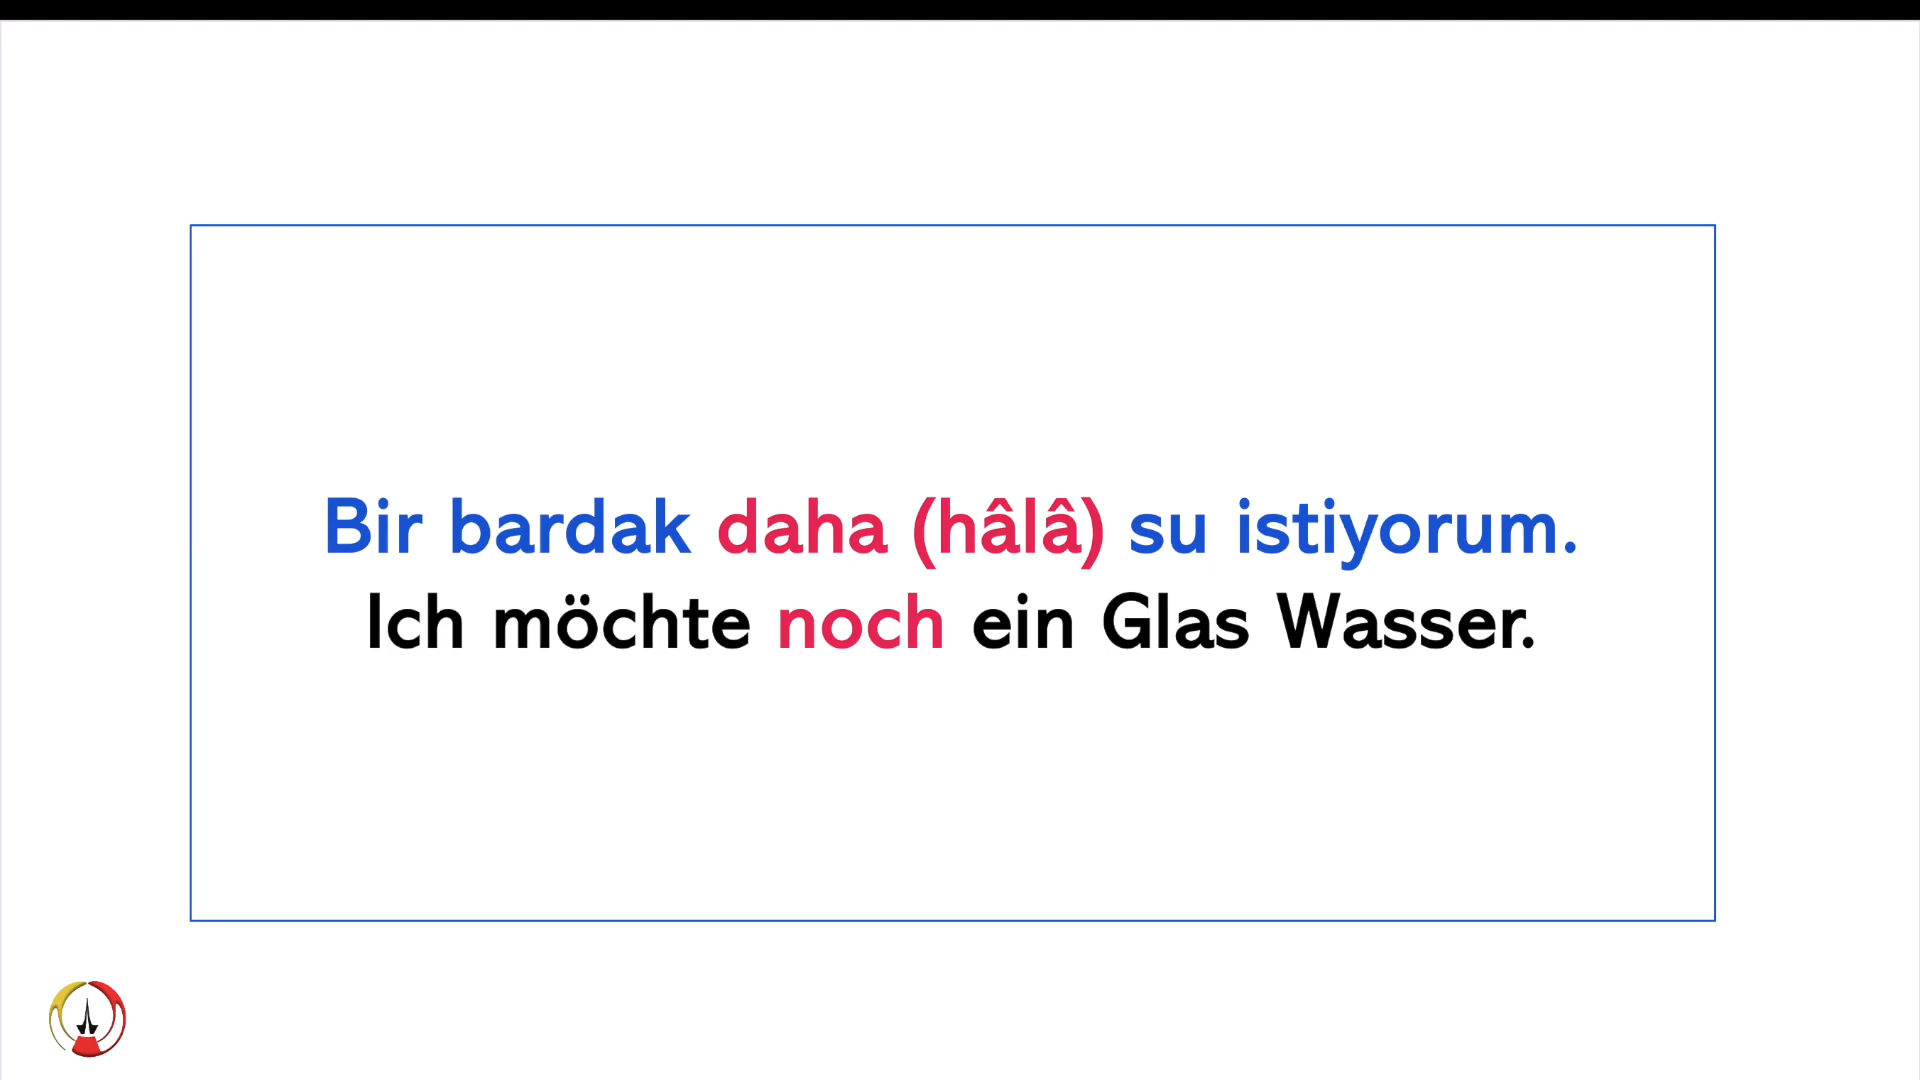 Bir bardak daha (hâlâ) su istiyorum.
Ich möchte noch ein Glas Wasser.